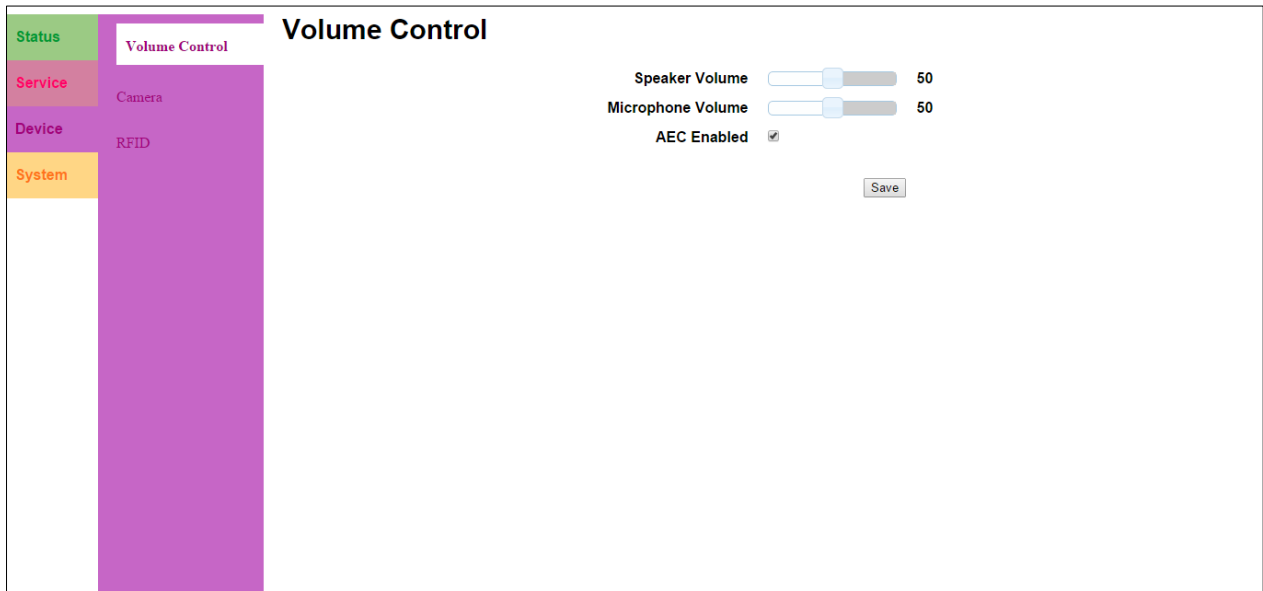 Status
Service
Device
System
Volume Control
Camera
RFID
Volume Control
Speaker Volume 50
Microphone Volume 50
AEC Enabled
Save